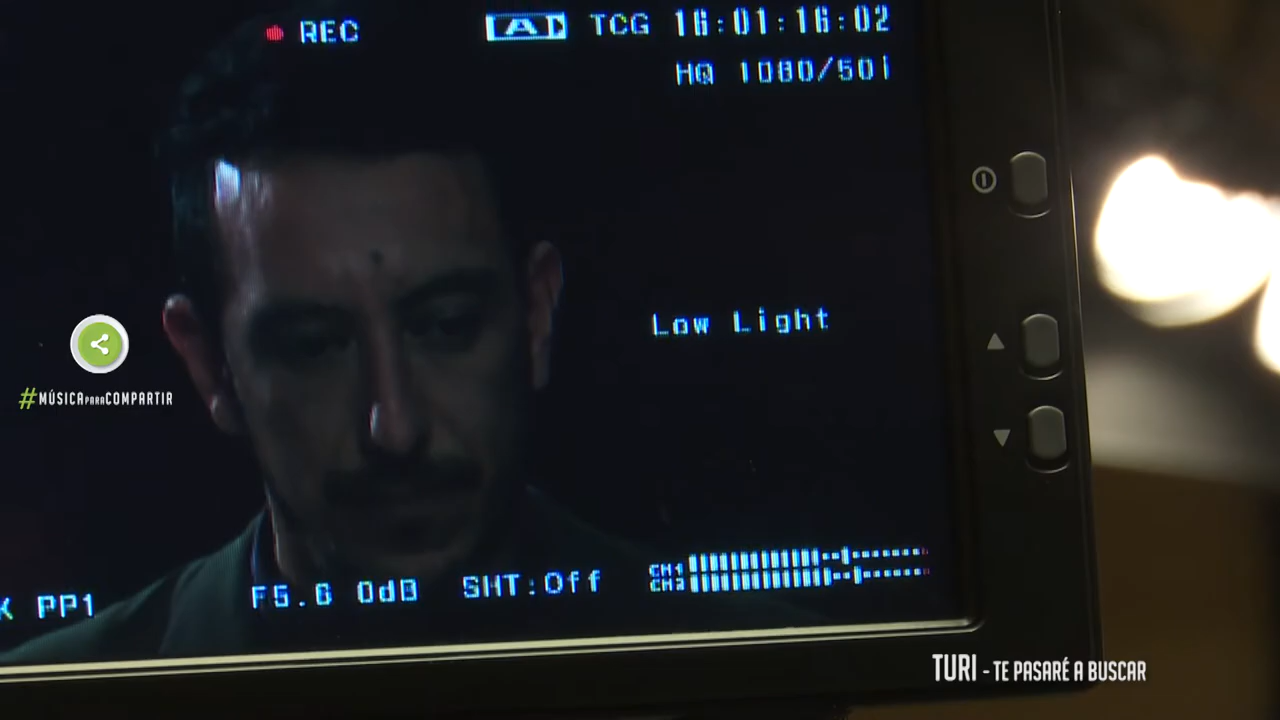 REC
TCG 16:01:16:02
HQ 1080/50i
Low Light
#MÚSICAPARACOMPARTIR
K PP1 F5.6 0dB SHT:Off
CH1
CH2
TURI - TE PASARÉ A BUSCAR